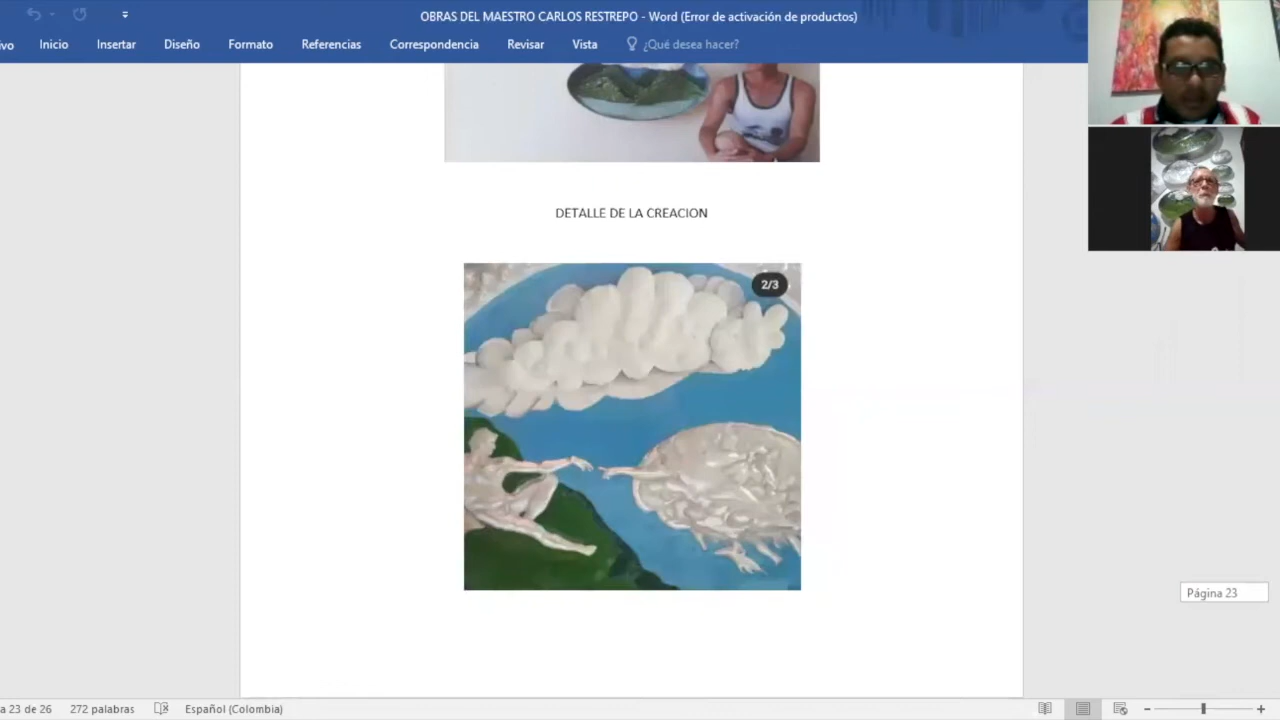 OBRAS DEL MAESTRO CARLOS RESTREPO - Word (Error de activación de productos)
vo Inicio Insertar Diseño Formato Referencias Correspondencia Revisar Vista ¿Qué desea hacer?
DETALLE DE LA CREACION
2/3
Página 23
a 23 de 26 272 palabras Español (Colombia)